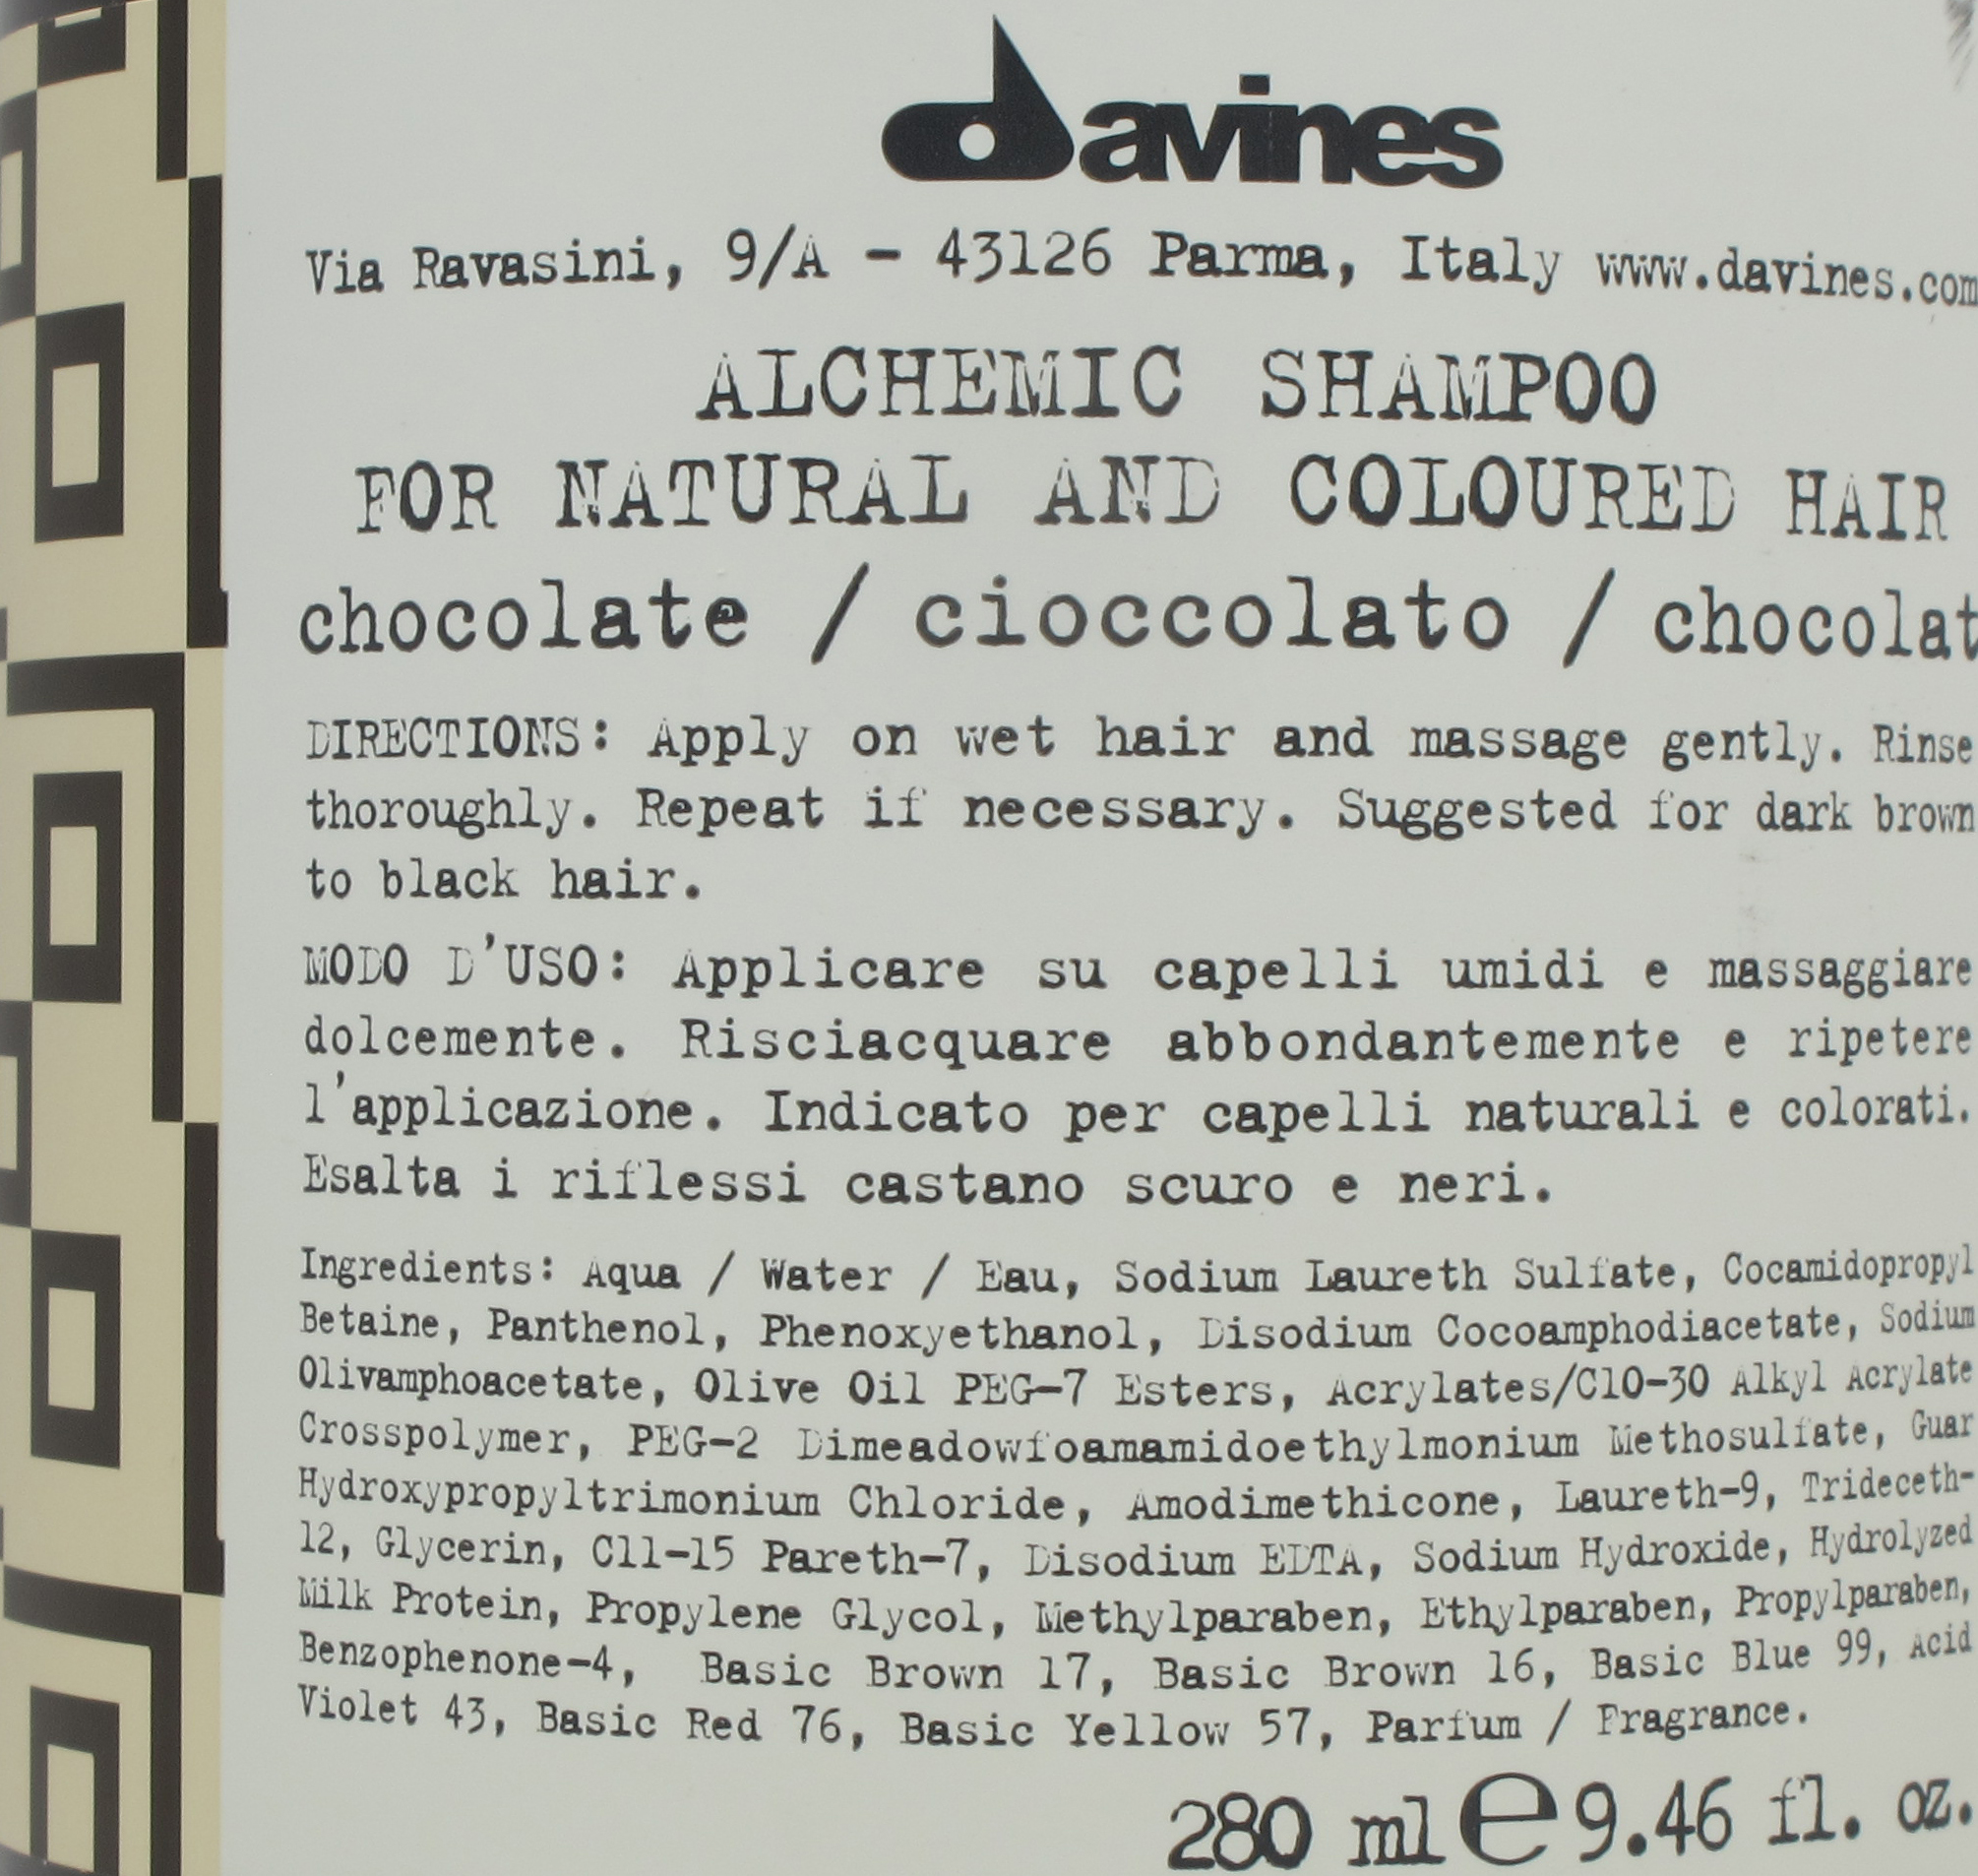 davines
Via Ravasini, 9/A - 43126 Parma, Italy www.davines.com
ALCHEMIC SHAMPOO
FOR NATURAL AND COLOURED HAIR
chocolate / cioccolato / chocolat
DIRECTIONS: Apply on wet hair and massage gently. Rinse
thoroughly. Repeat if necessary. Suggested for dark brown
to black hair.
MODO D'USO: Applicare su capelli umidi e massaggiare
dolcemente. Risciacquare abbondantemente e ripetere
l'applicazione. Indicato per capelli naturali e colorati.
Esalta i riflessi castano scuro e neri.
Ingredients: Aqua / Water / Eau, Sodium Laureth Sulfate, Cocamidopropyl
Betaine, Panthenol, Phenoxyethanol, Disodium Cocoamphodiacetate, Sodium
Olivamphoacetate, Olive Oil PEG-7 Esters, Acrylates/C10-30 Alkyl Acrylate
Crosspolymer, PEG-2 Dimeadowfoamamidoethylmonium Methosulfate, Guar
Hydroxypropyltrimonium Chloride, Amodimethicone, Laureth-9, Trideceth-
12, Glycerin, C11-15 Pareth-7, Disodium EDTA, Sodium Hydroxide, Hydrolyzed
Milk Protein, Propylene Glycol, Methylparaben, Ethylparaben, Propylparaben,
Benzophenone-4, Basic Brown 17, Basic Brown 16, Basic Blue 99, Acid
Violet 43, Basic Red 76, Basic Yellow 57, Parfum / Fragrance.
280 ml e 9.46 fl. oz.